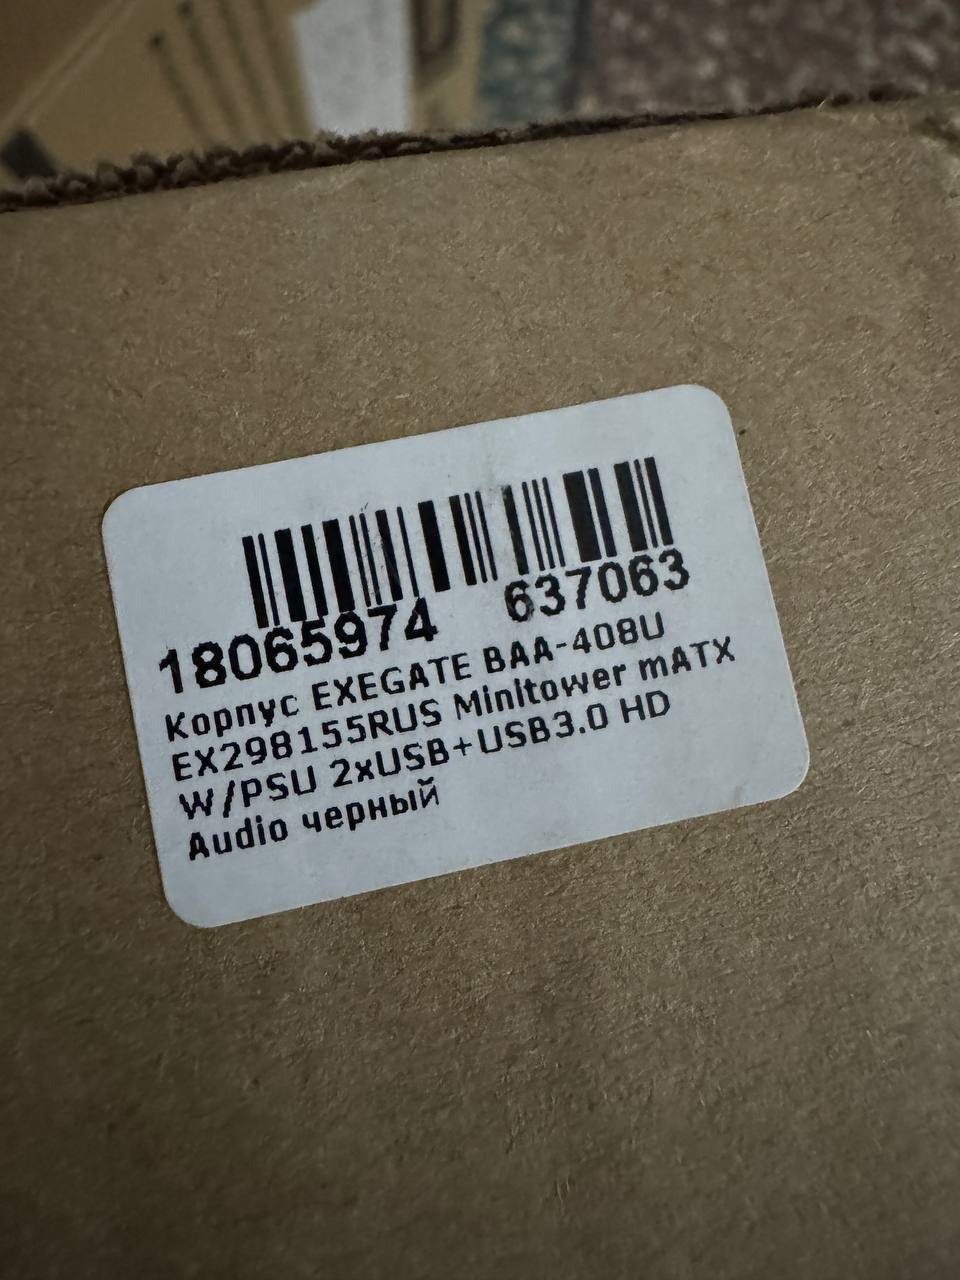 18065974 637063
Корпус EXEGATE BAA-408U
EX298155RUS Minitower mATX
W/PSU 2xUSB+USB3.0 HD
Audio черный